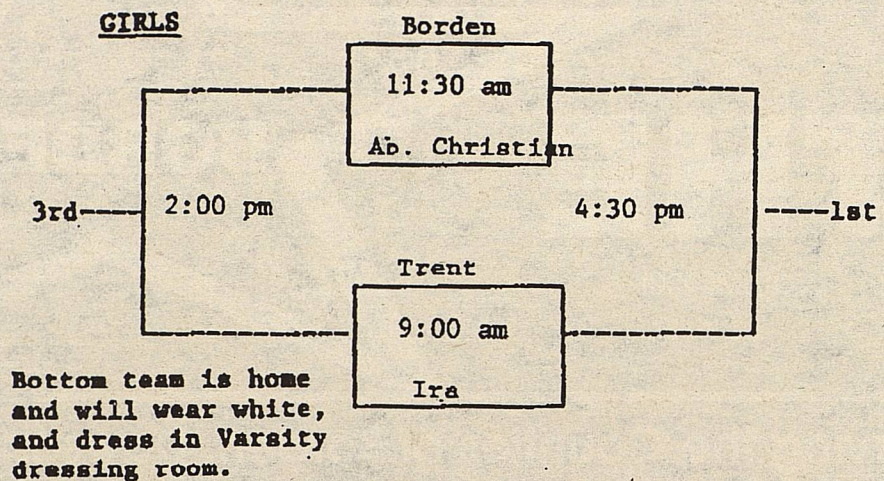 GIRLS
Borden
11:30 am
Ab. Christian
3rd
2:00 pm
4:30 pm
1st
Trent
9:00 am
Ira
Bottom team is home
and will wear white,
and dress in Varsity
dressing room.